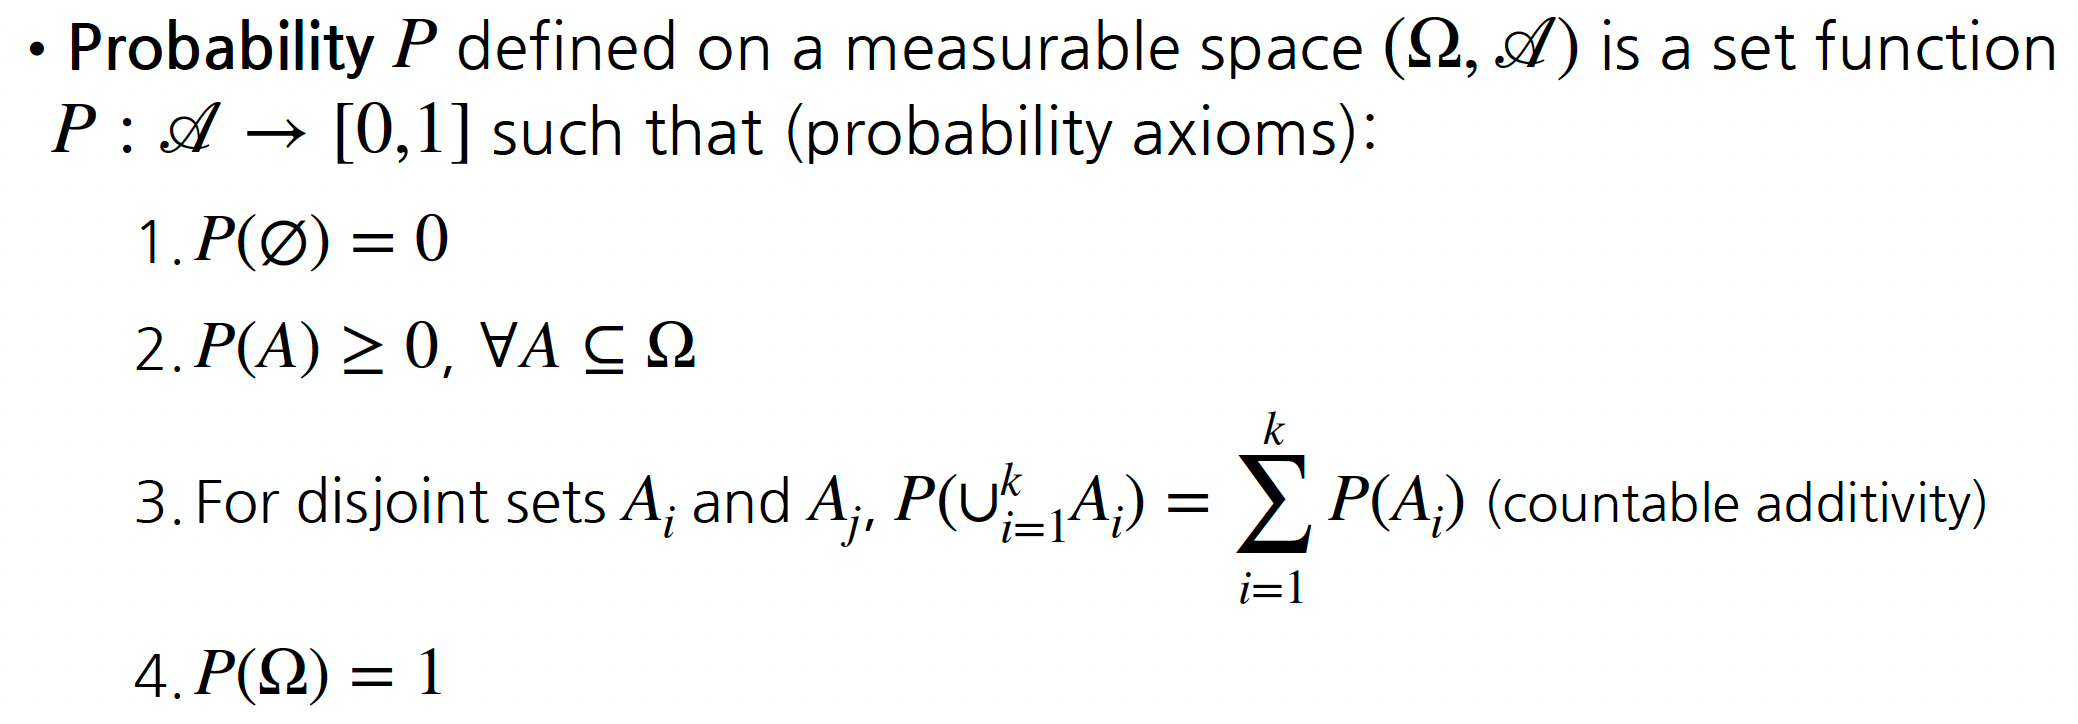 • Probability P defined on a measurable space (Ω, 𝒜) is a set function
P : 𝒜 → [0,1] such that (probability axioms):
1. P(∅) = 0
2. P(A) ≥ 0, ∀A ⊆ Ω
3. For disjoint sets A_i and A_j, P(∪_{i=1}^k A_i) = ∑_{i=1}^k P(A_i) (countable additivity)
4. P(Ω) = 1